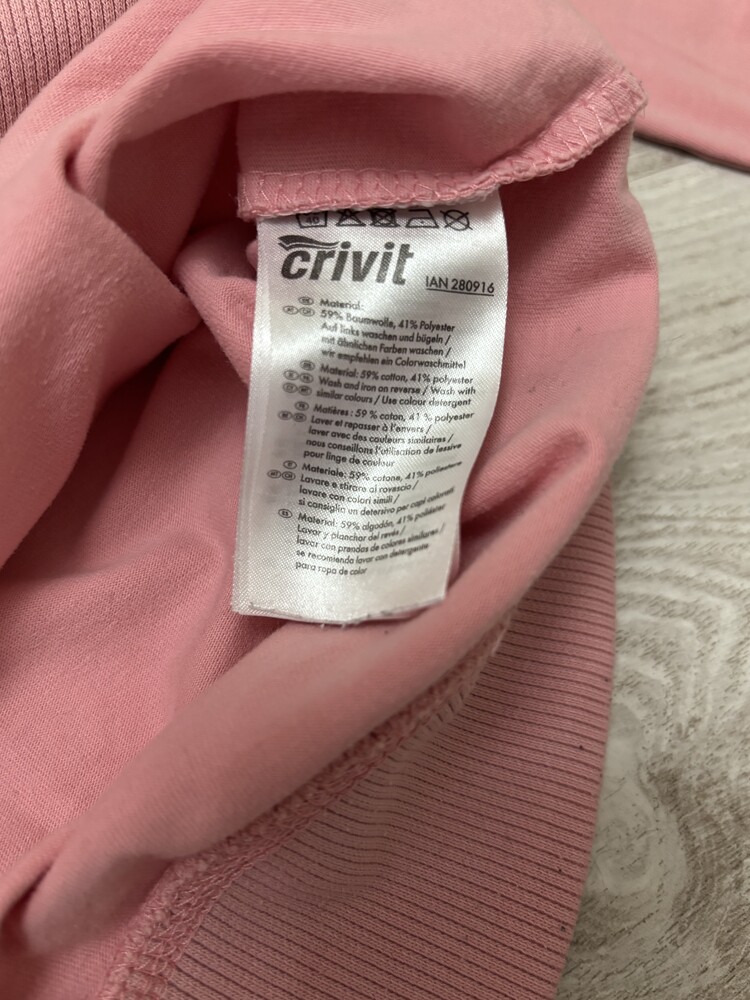 40
crivit
IAN 280916
DE Material:
AT CH 59% Baumwolle, 41% Polyester
Auf links waschen und bügeln /
mit ähnlichen Farben waschen /
wir empfehlen ein Colorwaschmittel
Material: 59% cotton, 41% polyester
Wash and iron on reverse / Wash with
similar colours / Use colour detergent
Matières : 59 % coton, 41 % polyester
Laver et repasser à l'envers /
laver avec des couleurs similaires /
nous conseillons l'utilisation de lessive
pour linge de couleur
Materiale: 59% cotone, 41% poliestere
Lavare e stirare al rovescio /
lavare con colori simili /
si consiglia un detersivo per capi colorati
ES Material: 59% algodón, 41% poliéster
Lavar y planchar del revés /
lavar con prendas de colores similares /
se recomienda lavar con detergente
para ropa de color